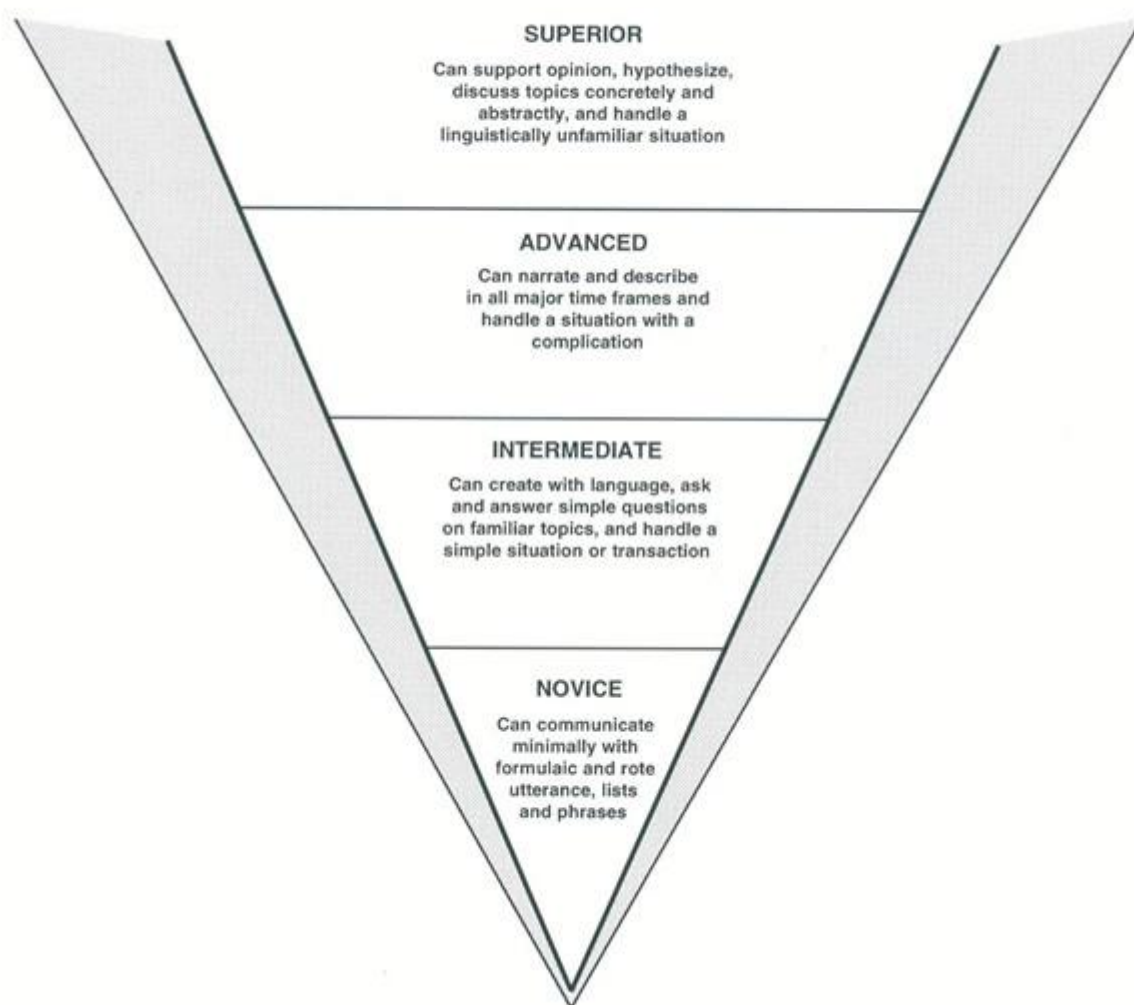 SUPERIOR
Can support opinion, hypothesize,
discuss topics concretely and
abstractly, and handle a
linguistically unfamiliar situation
ADVANCED
Can narrate and describe
in all major time frames and
handle a situation with a
complication
INTERMEDIATE
Can create with language, ask
and answer simple questions
on familiar topics, and handle a
simple situation or transaction
NOVICE
Can communicate
minimally with
formulaic and rote
utterance, lists
and phrases